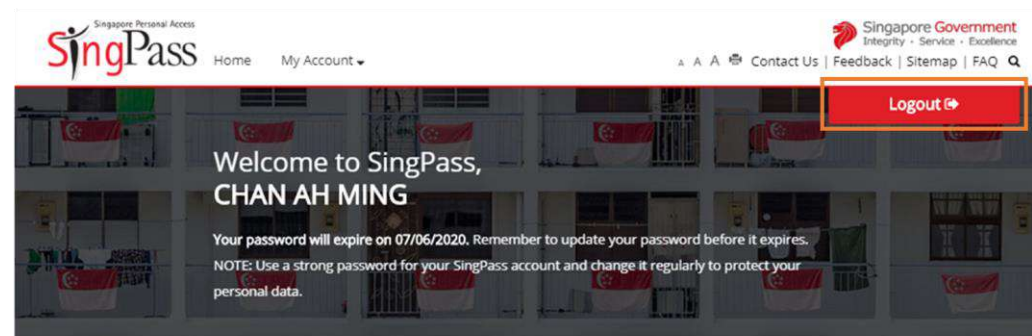 Singapore Personal Access
SingPass
Home My Account
Singapore Government
Integrity · Service · Excellence
A A A Contact Us | Feedback | Sitemap | FAQ
Logout
Welcome to SingPass,
CHAN AH MING
Your password will expire on 07/06/2020. Remember to update your password before it expires.
NOTE: Use a strong password for your SingPass account and change it regularly to protect your
personal data.